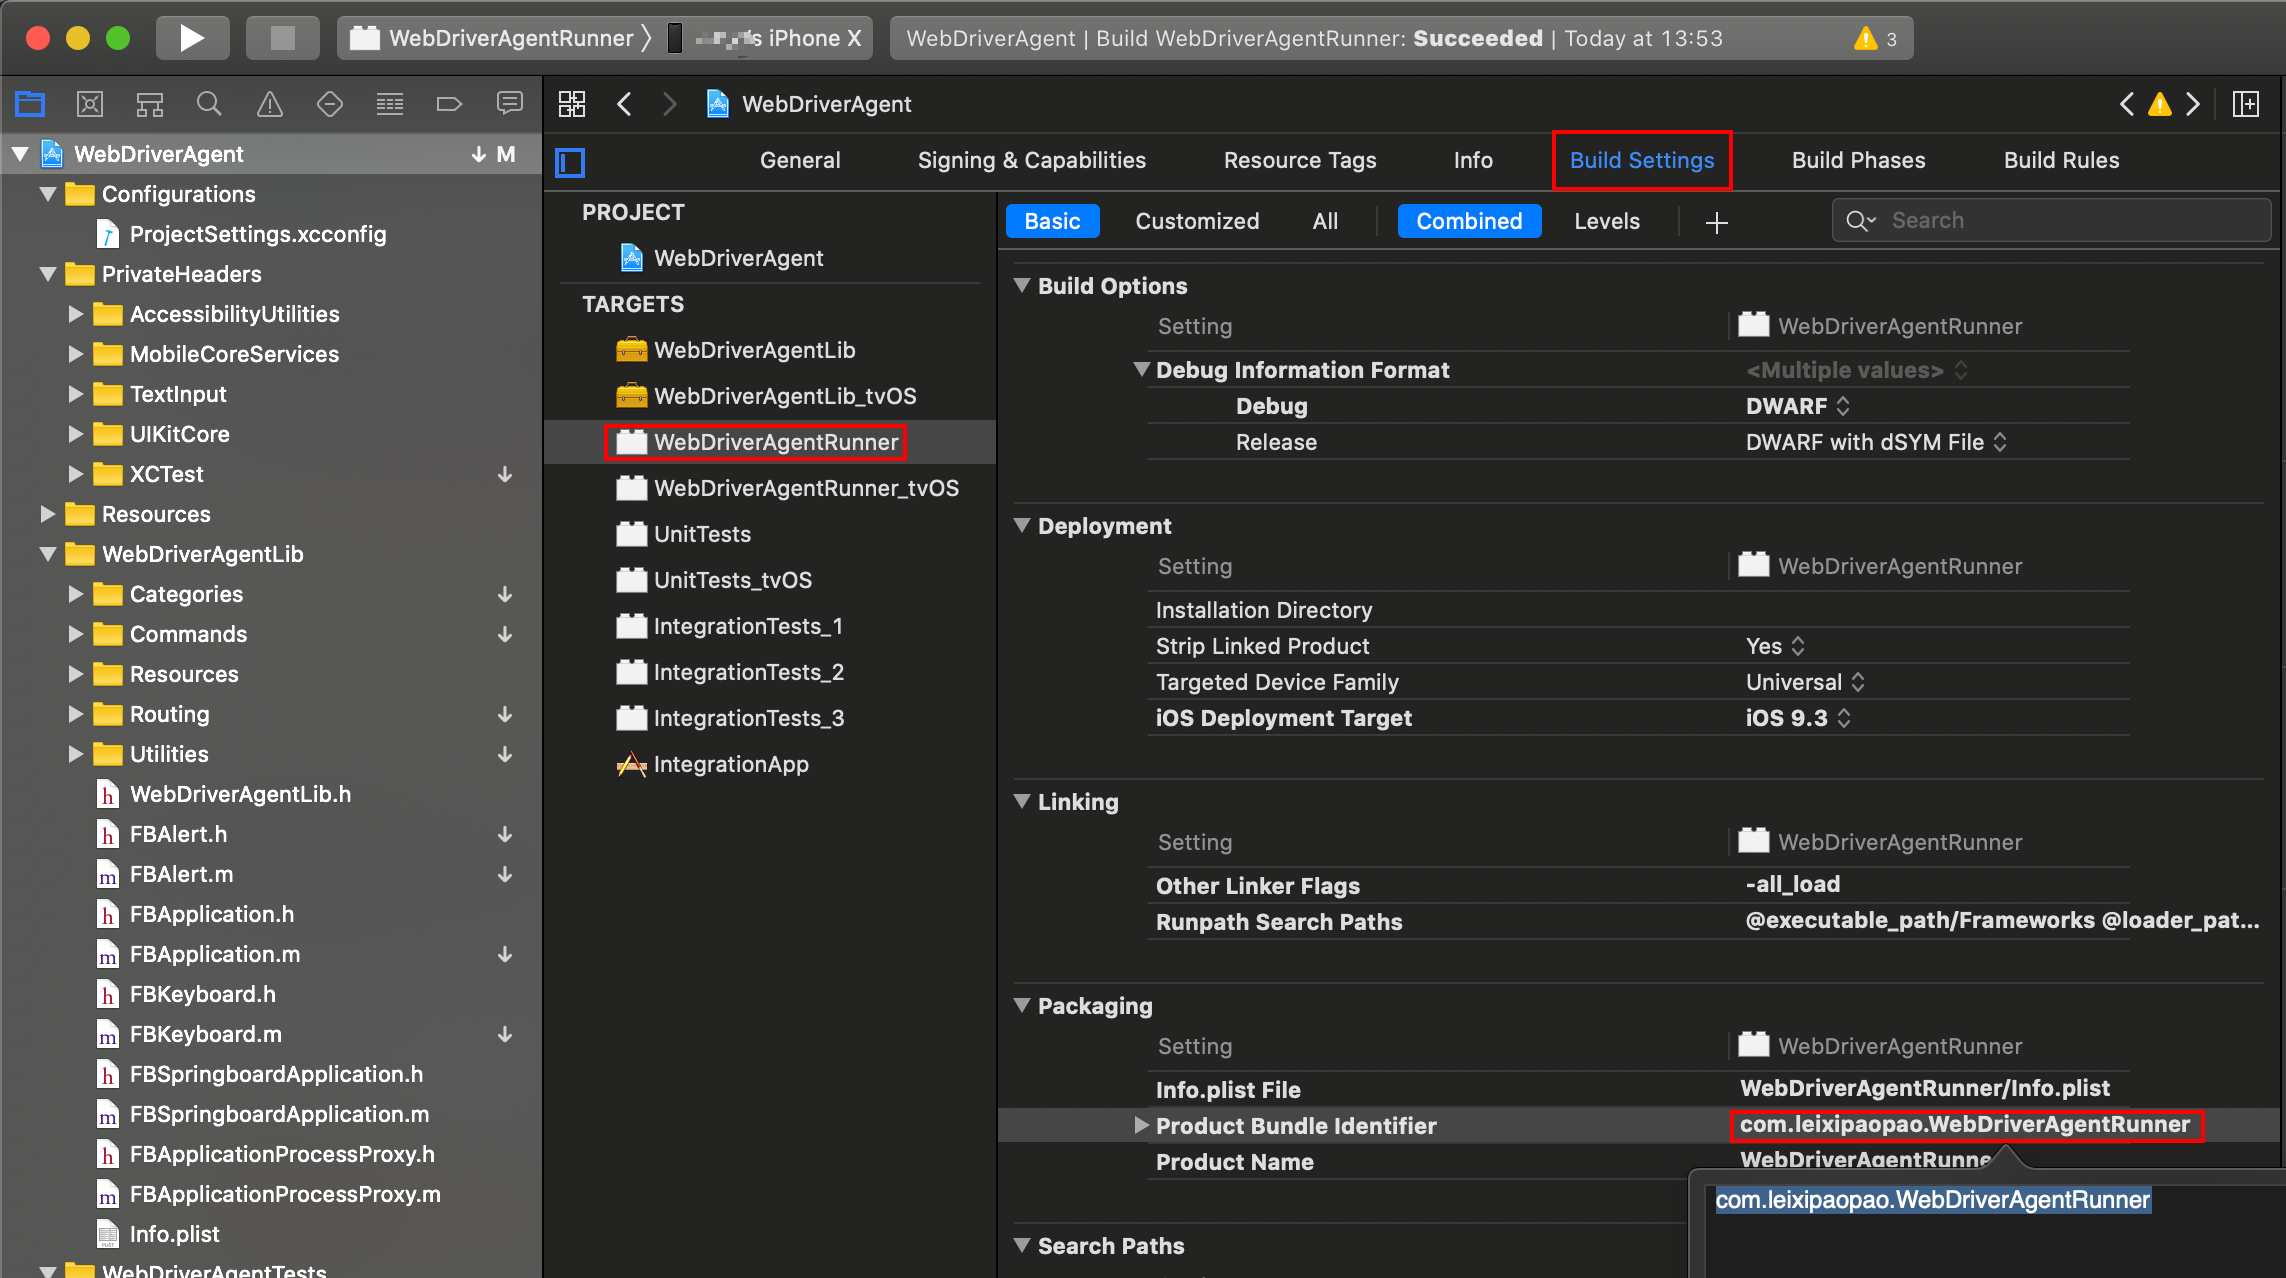 WebDriverAgentRunner 〉 's iPhone X
WebDriverAgent | Build WebDriverAgentRunner: Succeeded | Today at 13:53
3
WebDriverAgent
WebDriverAgent
M
Configurations
ProjectSettings.xcconfig
PrivateHeaders
AccessibilityUtilities
MobileCoreServices
TextInput
UIKitCore
XCTest
Resources
WebDriverAgentLib
Categories
Commands
Resources
Routing
Utilities
WebDriverAgentLib.h
FBAlert.h
FBAlert.m
FBApplication.h
FBApplication.m
FBKeyboard.h
FBKeyboard.m
FBSpringboardApplication.h
FBSpringboardApplication.m
FBApplicationProcessProxy.h
FBApplicationProcessProxy.m
Info.plist
WebDriverAgentTests
General
Signing & Capabilities
Resource Tags
Info
Build Settings
Build Phases
Build Rules
PROJECT
WebDriverAgent
TARGETS
WebDriverAgentLib
WebDriverAgentLib_tvOS
WebDriverAgentRunner
WebDriverAgentRunner_tvOS
UnitTests
UnitTests_tvOS
IntegrationTests_1
IntegrationTests_2
IntegrationTests_3
IntegrationApp
Basic
Customized
All
Combined
Levels
+
Search
Build Options
Setting
WebDriverAgentRunner
Debug Information Format
<Multiple values>
Debug
DWARF
Release
DWARF with dSYM File
Deployment
Setting
WebDriverAgentRunner
Installation Directory
Strip Linked Product
Yes
Targeted Device Family
Universal
iOS Deployment Target
iOS 9.3
Linking
Setting
WebDriverAgentRunner
Other Linker Flags
-all_load
Runpath Search Paths
@executable_path/Frameworks @loader_pat...
Packaging
Setting
WebDriverAgentRunner
Info.plist File
WebDriverAgentRunner/Info.plist
Product Bundle Identifier
com.leixipaopao.WebDriverAgentRunner
Product Name
WebDriverAgentRunne
com.leixipaopao.WebDriverAgentRunner
Search Paths